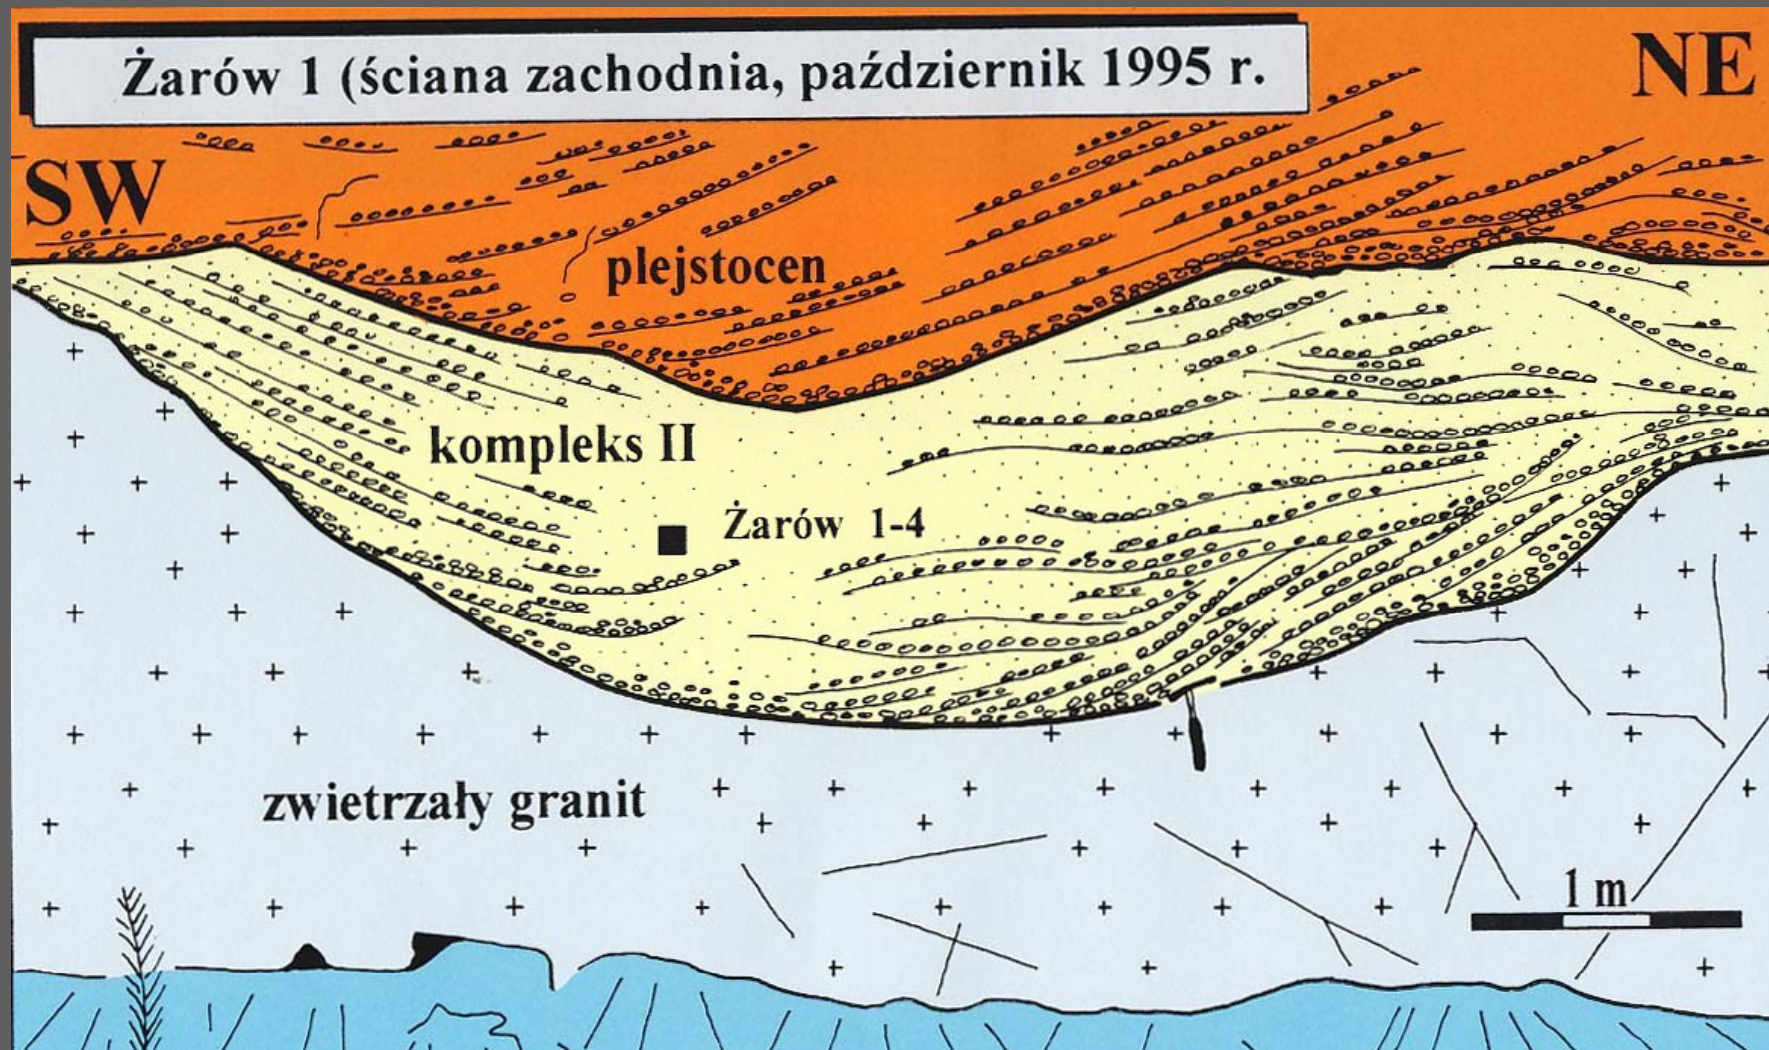 Żarów 1 (ściana zachodnia, październik 1995 r.
NE
SW
plejstocen
kompleks II
Żarów 1-4
zwietrzały granit
1 m